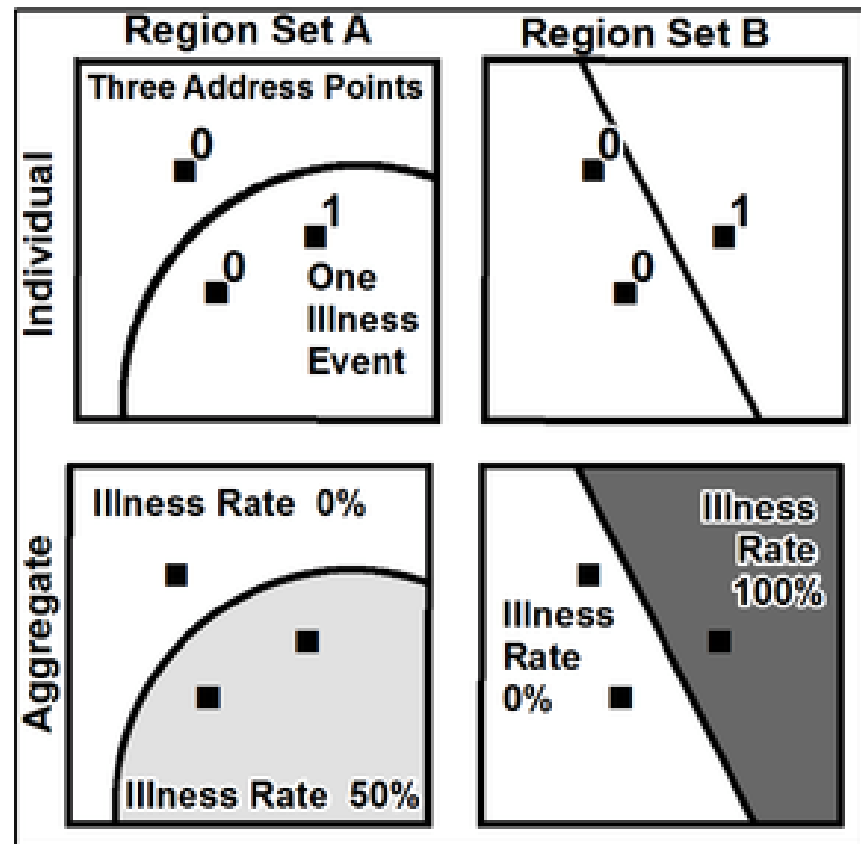 Region Set A
Region Set B
Individual
Three Address Points
0
1
0
One
Illness
Event
0
1
0
Aggregate
Illness Rate 0%
Illness Rate 50%
Illness
Rate
0%
Illness
Rate
100%